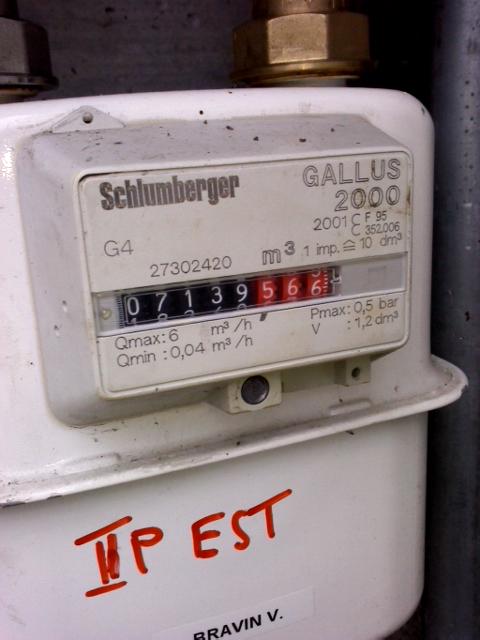 Schlumberger
GALLUS
2000
2001 CE F 95
352.006
G4
27302420
m³ 1 imp. ≙ 10 dm³
0 7 1 3 9 5 6 6
Qmax: 6 m³/h
Qmin : 0,04 m³/h
Pmax: 0,5 bar
V : 1,2 dm³
II P EST
BRAVIN V.